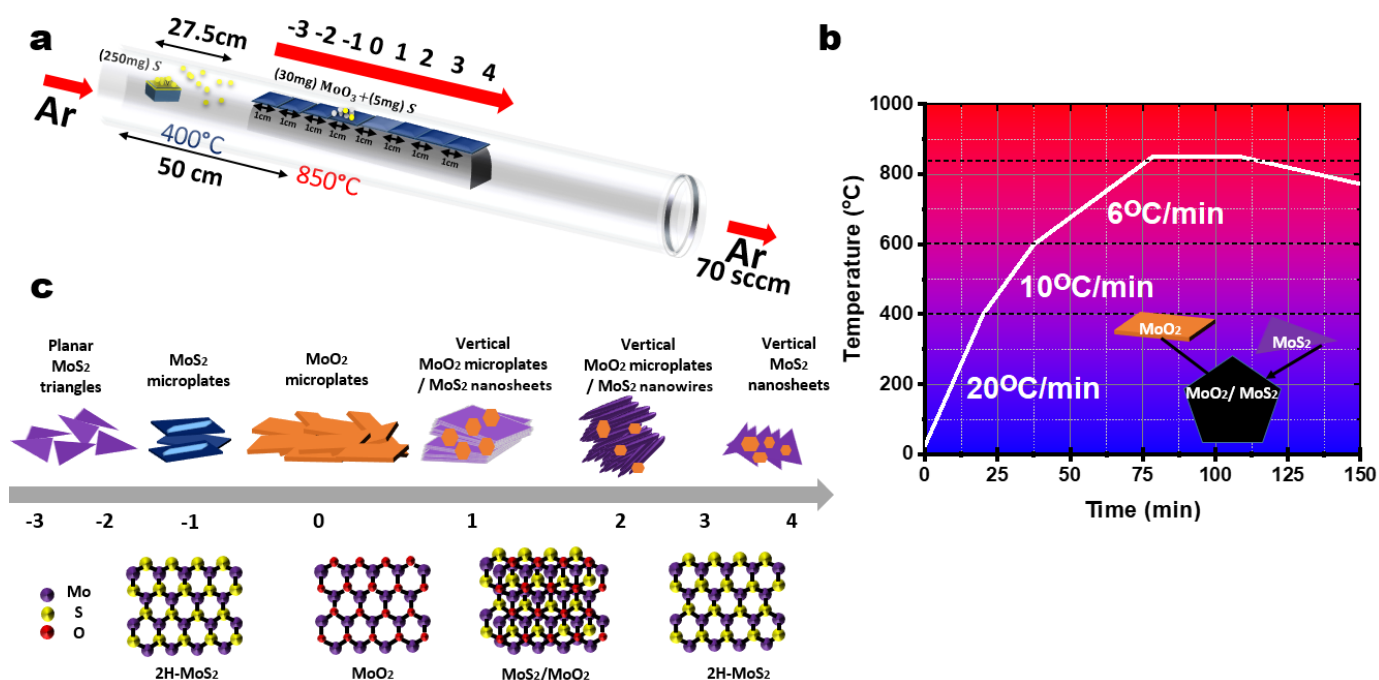 a
27.5cm
-3 -2 -1 0 1 2 3 4
(250mg) S
(30mg) MoO₃+(5mg) S
Ar
1cm 1cm 1cm 1cm 1cm 1cm 1cm
400°C
50 cm
850°C
Ar
70 sccm
b
1000
800
600
400
200
0
Temperature (°C)
6⁰C/min
10⁰C/min
20⁰C/min
MoO₂
MoS₂
MoO₂/ MoS₂
0 25 50 75 100 125 150
Time (min)
c
Planar
MoS₂
triangles
MoS₂
microplates
MoO₂
microplates
Vertical
MoO₂ microplates
/ MoS₂ nanosheets
Vertical
MoO₂ microplates
/ MoS₂ nanowires
Vertical
MoS₂
nanosheets
-3 -2 -1 0 1 2 3 4
Mo
S
O
2H-MoS₂
MoO₂
MoS₂/MoO₂
2H-MoS₂